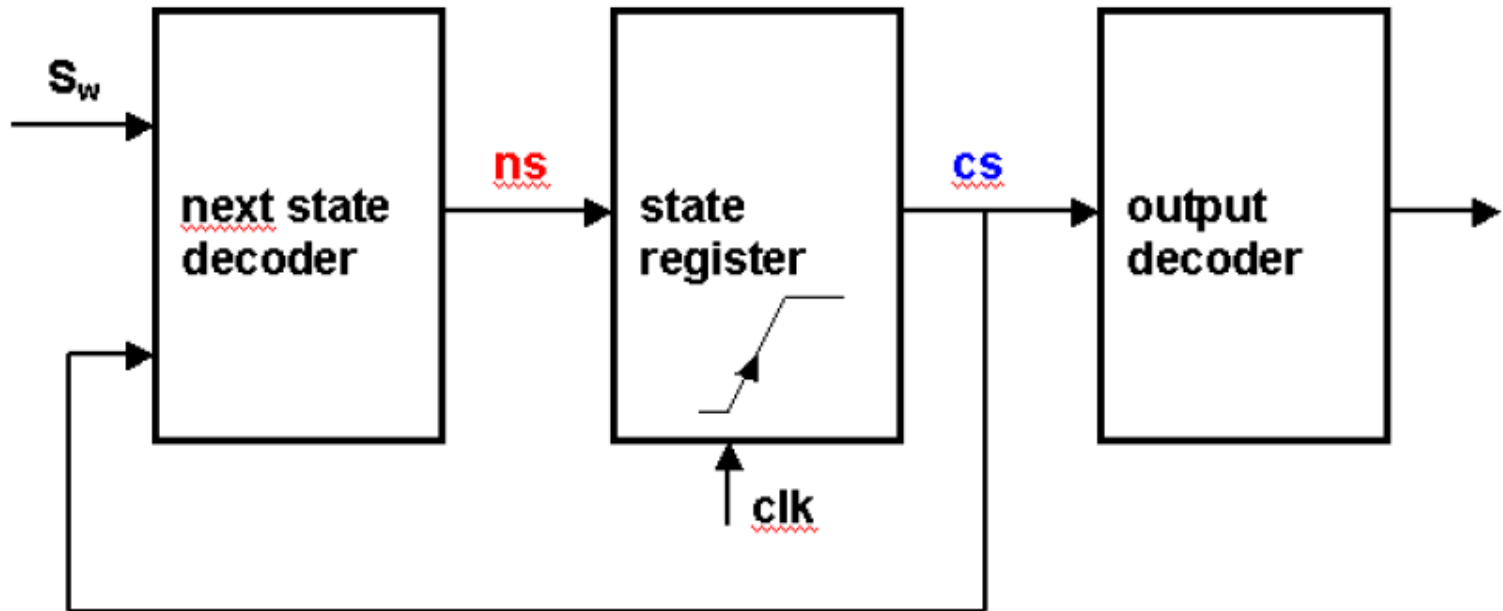 Sw
ns
cs
next state
decoder
state
register
output
decoder
clk